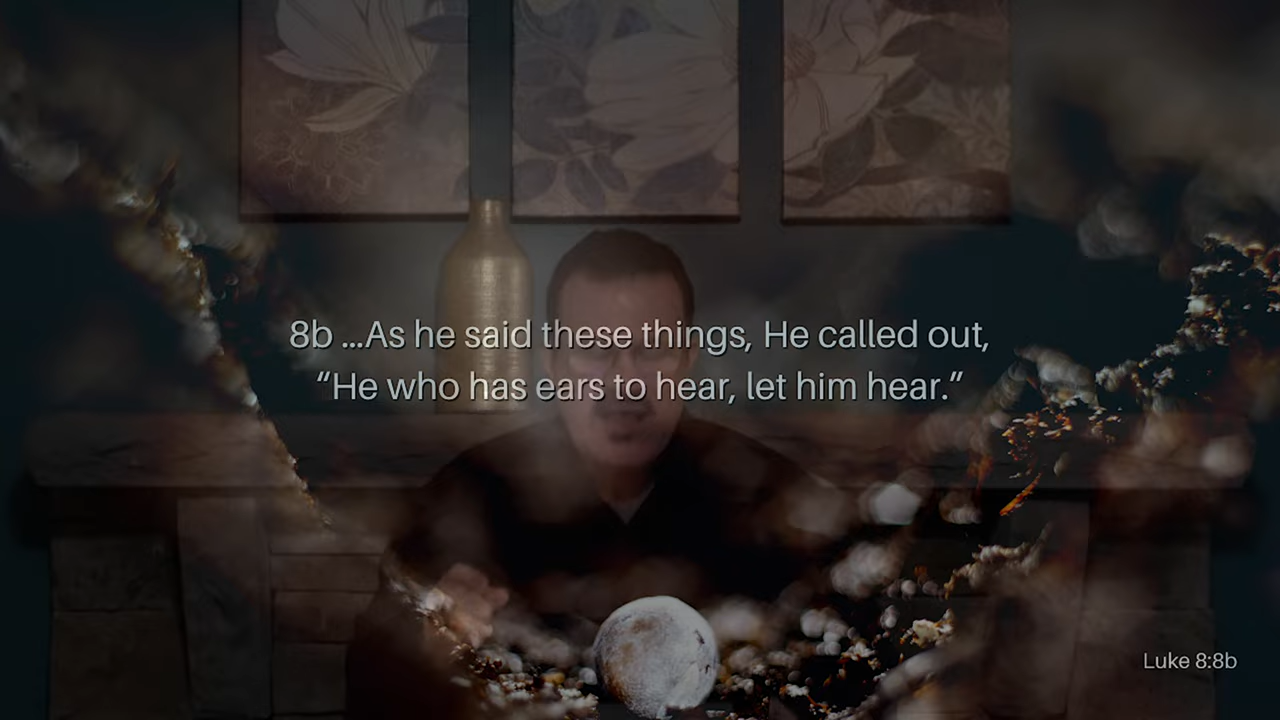 8b ...As he said these things, He called out,
“He who has ears to hear, let him hear.”
Luke 8:8b